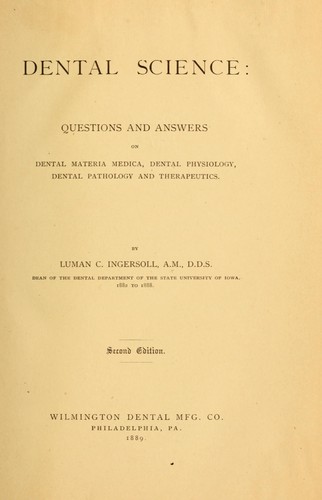 DENTAL SCIENCE:
QUESTIONS AND ANSWERS
ON
DENTAL MATERIA MEDICA, DENTAL PHYSIOLOGY,
DENTAL PATHOLOGY AND THERAPEUTICS.
BY
LUMAN C. INGERSOLL, A.M., D.D.S.
DEAN OF THE DENTAL DEPARTMENT OF THE STATE UNIVERSITY OF IOWA,
1882 TO 1888.
Second Edition.
WILMINGTON DENTAL MFG. CO.
PHILADELPHIA, PA.
1889.